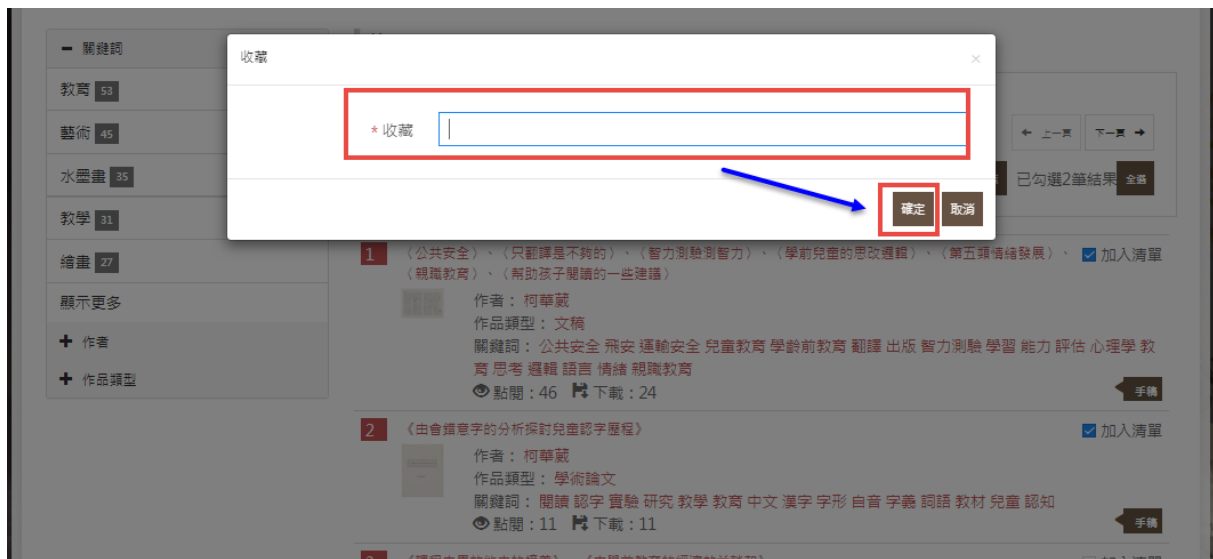 關鍵詞
教育 53
藝術 45
水墨畫 35
教學 31
繪畫 27
顯示更多
作者
作品類型
收藏
×
* 收藏
確定 取消
上一頁 下一頁
已勾選2筆結果 全選
1 〈公共安全〉、〈只翻譯是不夠的〉、〈智力測驗測智力〉、〈學前兒童的思改邏輯〉、〈第五類情緒發展〉、 加入清單
〈親職教育〉、〈幫助孩子閱讀的一些建議〉
作者： 柯華葳
作品類型： 文稿
關鍵詞： 公共安全 飛安 運輸安全 兒童教育 學齡前教育 翻譯 出版 智力測驗 學習 能力 評估 心理學 教
育 思考 邏輯 語言 情緒 親職教育
點閱：46 下載：24
手稿
2 《由會錯意字的分析探討兒童認字歷程》 加入清單
作者： 柯華葳
作品類型： 學術論文
關鍵詞： 閱讀 認字 實驗 研究 教學 教育 中文 漢字 字形 自音 字義 詞語 教材 兒童 認知
點閱：11 下載：11
手稿